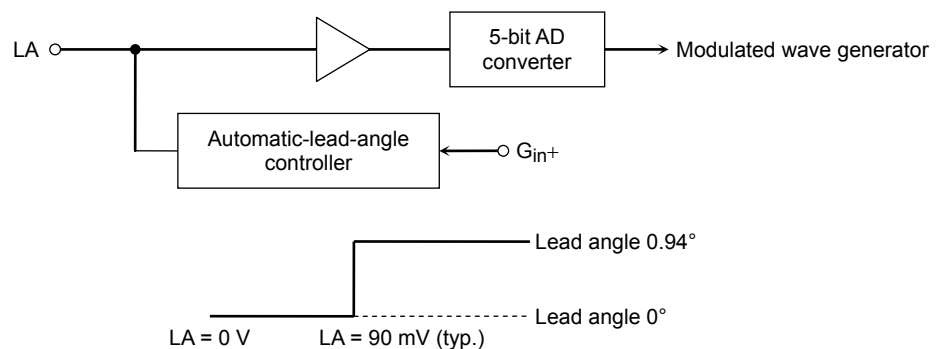 LA
5-bit AD
converter
Modulated wave generator
Automatic-lead-angle
controller
Gin+
Lead angle 0.94°
Lead angle 0°
LA = 0 V
LA = 90 mV (typ.)